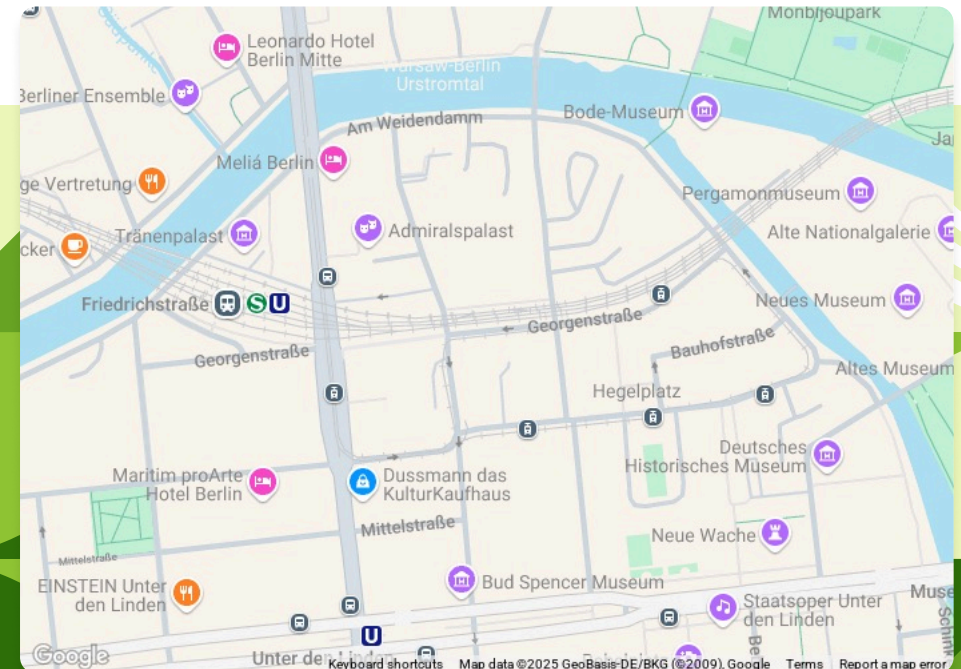 Monbijoupark
Leonardo Hotel
Berlin Mitte
Warsaw-Berlin
Urstromtal
Berliner Ensemble
Bode-Museum
Am Weidendamm
Meliá Berlin
ge Vertretung
Pergamonmuseum
Tränenpalast
Admiralspalast
Alte Nationalgalerie
cker
Friedrichstraße
S
U
Neues Museum
Georgenstraße
Georgenstraße
Bauhofstraße
Altes Museum
Hegelplatz
Deutsches
Historisches Museum
Maritim proArte
Hotel Berlin
Dussmann das
KulturKaufhaus
Mittelstraße
Neue Wache
Mittelstraße
EINSTEIN Unter
den Linden
Bud Spencer Museum
Staatsoper Unter
den Linden
Muse
Schink
U
Google
Unter den Linden
Keyboard shortcuts
Map data ©2025 GeoBasis-DE/BKG (©2009), Google
Terms
Report a map error